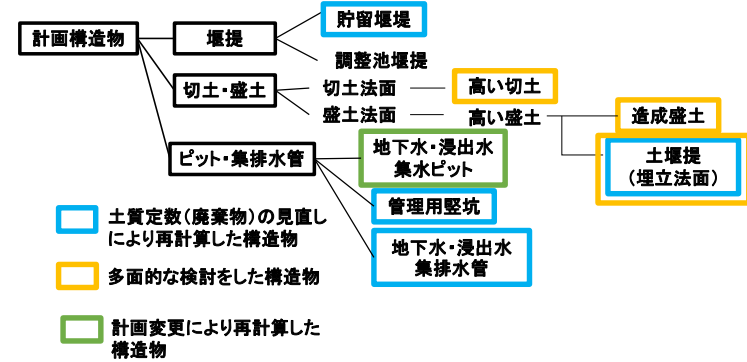 計画構造物
堰堤
貯留堰堤
調整池堰堤
切土・盛土
切土法面
高い切土
盛土法面
高い盛土
造成盛土
土堰堤
(埋立法面)
ピット・集排水管
地下水・浸出水
集水ピット
管理用竪坑
地下水・浸出水
集排水管
土質定数(廃棄物)の見直し
により再計算した構造物
多面的な検討をした構造物
計画変更により再計算した
構造物